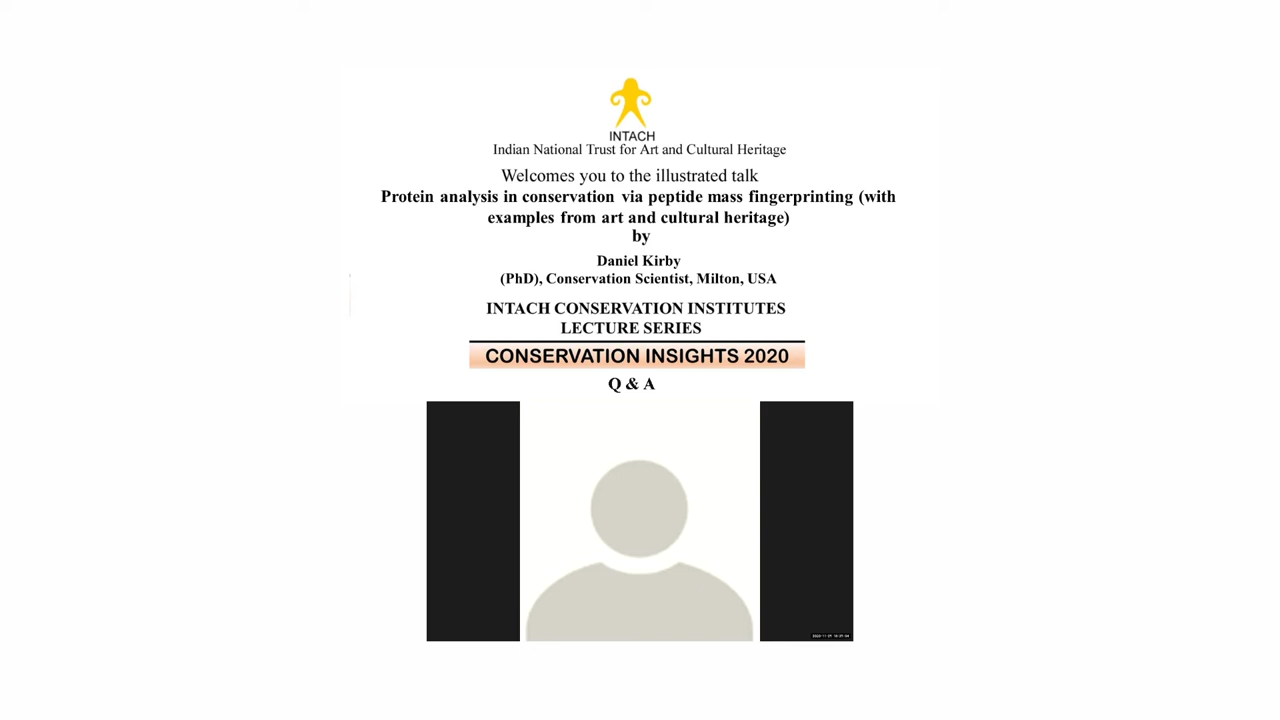 INTACH
Indian National Trust for Art and Cultural Heritage
Welcomes you to the illustrated talk
Protein analysis in conservation via peptide mass fingerprinting (with
examples from art and cultural heritage)
by
Daniel Kirby
(PhD), Conservation Scientist, Milton, USA
INTACH CONSERVATION INSTITUTES
LECTURE SERIES
CONSERVATION INSIGHTS 2020
Q & A